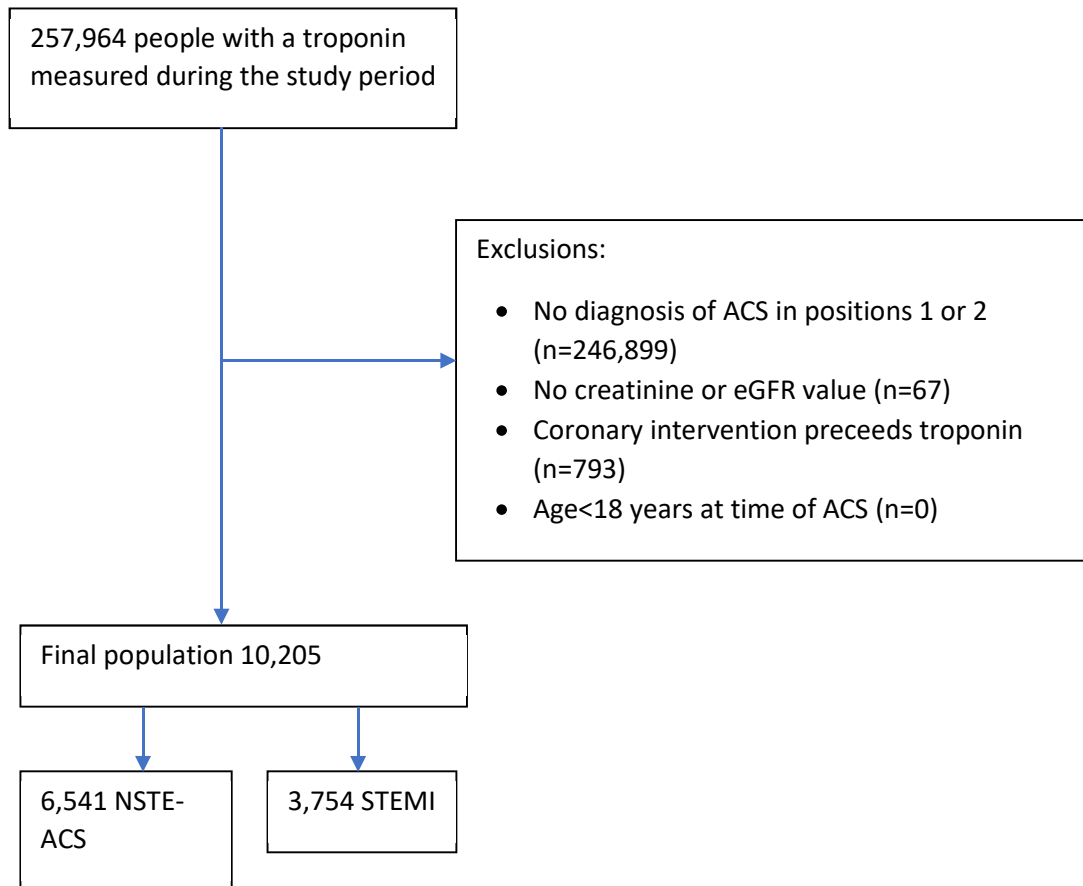 257,964 people with a troponin
measured during the study period
Exclusions:
• No diagnosis of ACS in positions 1 or 2
(n=246,899)
• No creatinine or eGFR value (n=67)
• Coronary intervention preceeds troponin
(n=793)
• Age<18 years at time of ACS (n=0)
Final population 10,205
6,541 NSTE-
ACS
3,754 STEMI